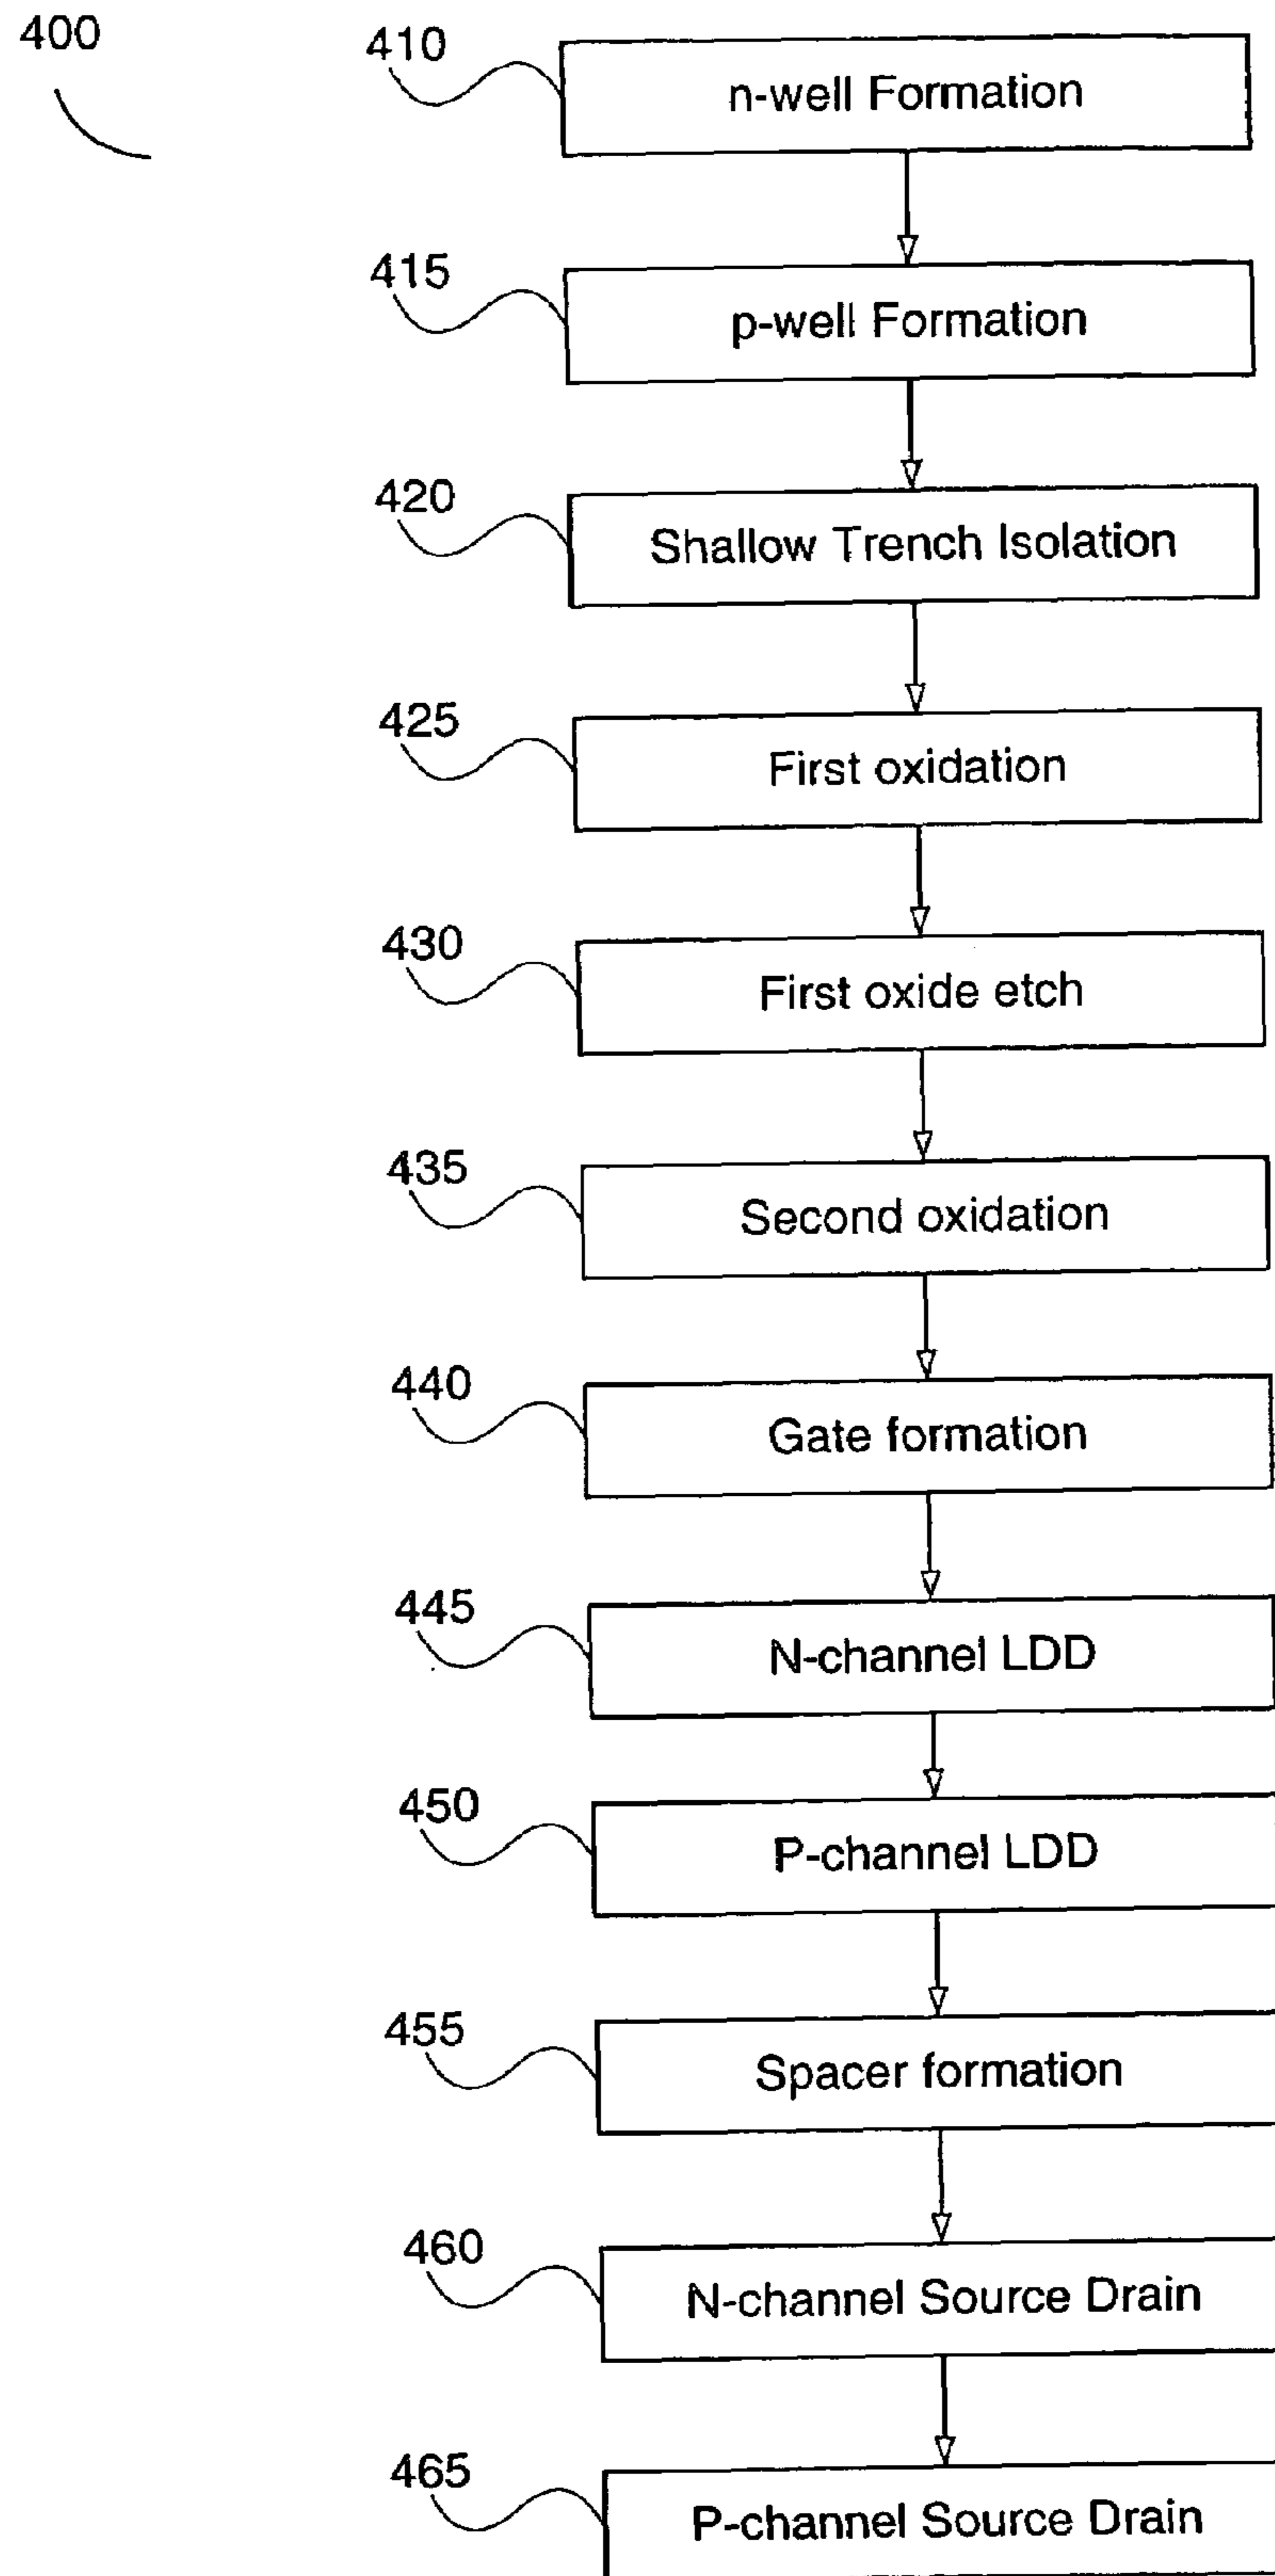 400
410
n-well Formation
415
p-well Formation
420
Shallow Trench Isolation
425
First oxidation
430
First oxide etch
435
Second oxidation
440
Gate formation
445
N-channel LDD
450
P-channel LDD
455
Spacer formation
460
N-channel Source Drain
465
P-channel Source Drain